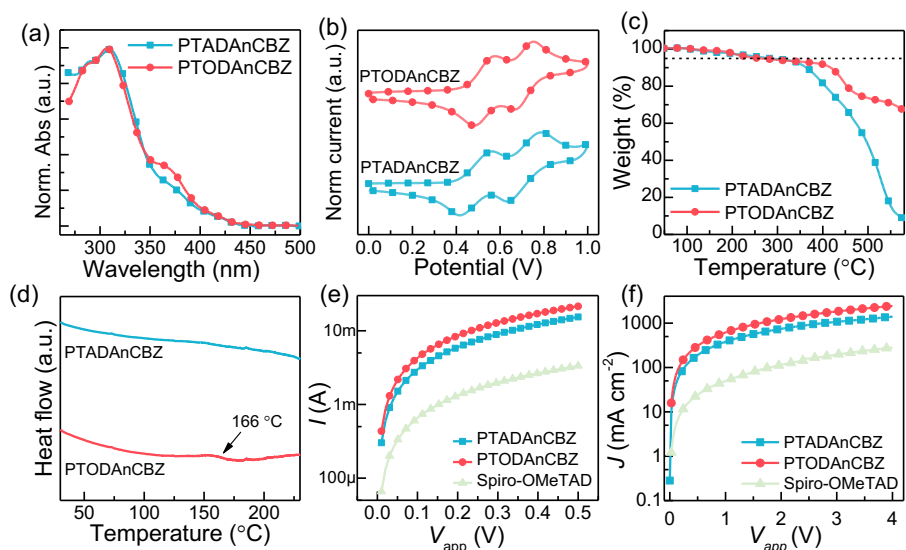 (a)
PTADAnCBZ
PTODAnCBZ
Norm. Abs (a.u.)
250 300 350 400 450 500
Wavelength (nm)
(b)
PTODAnCBZ
PTADAnCBZ
Norm current (a.u.)
0.0 0.2 0.4 0.6 0.8 1.0
Potential (V)
(c)
100
80
60
40
20
0
Weight (%)
PTADAnCBZ
PTODAnCBZ
100 200 300 400 500
Temperature (°C)
(d)
PTADAnCBZ
166 °C
PTODAnCBZ
Heat flow (a.u.)
50 100 150 200
Temperature (°C)
(e)
10m
1m
100µ
I (A)
PTADAnCBZ
PTODAnCBZ
Spiro-OMeTAD
0.0 0.1 0.2 0.3 0.4 0.5
Vapp (V)
(f)
1000
100
10
1
0.1
J (mA cm-2)
PTADAnCBZ
PTODAnCBZ
Spiro-OMeTAD
0 1 2 3 4
Vapp (V)